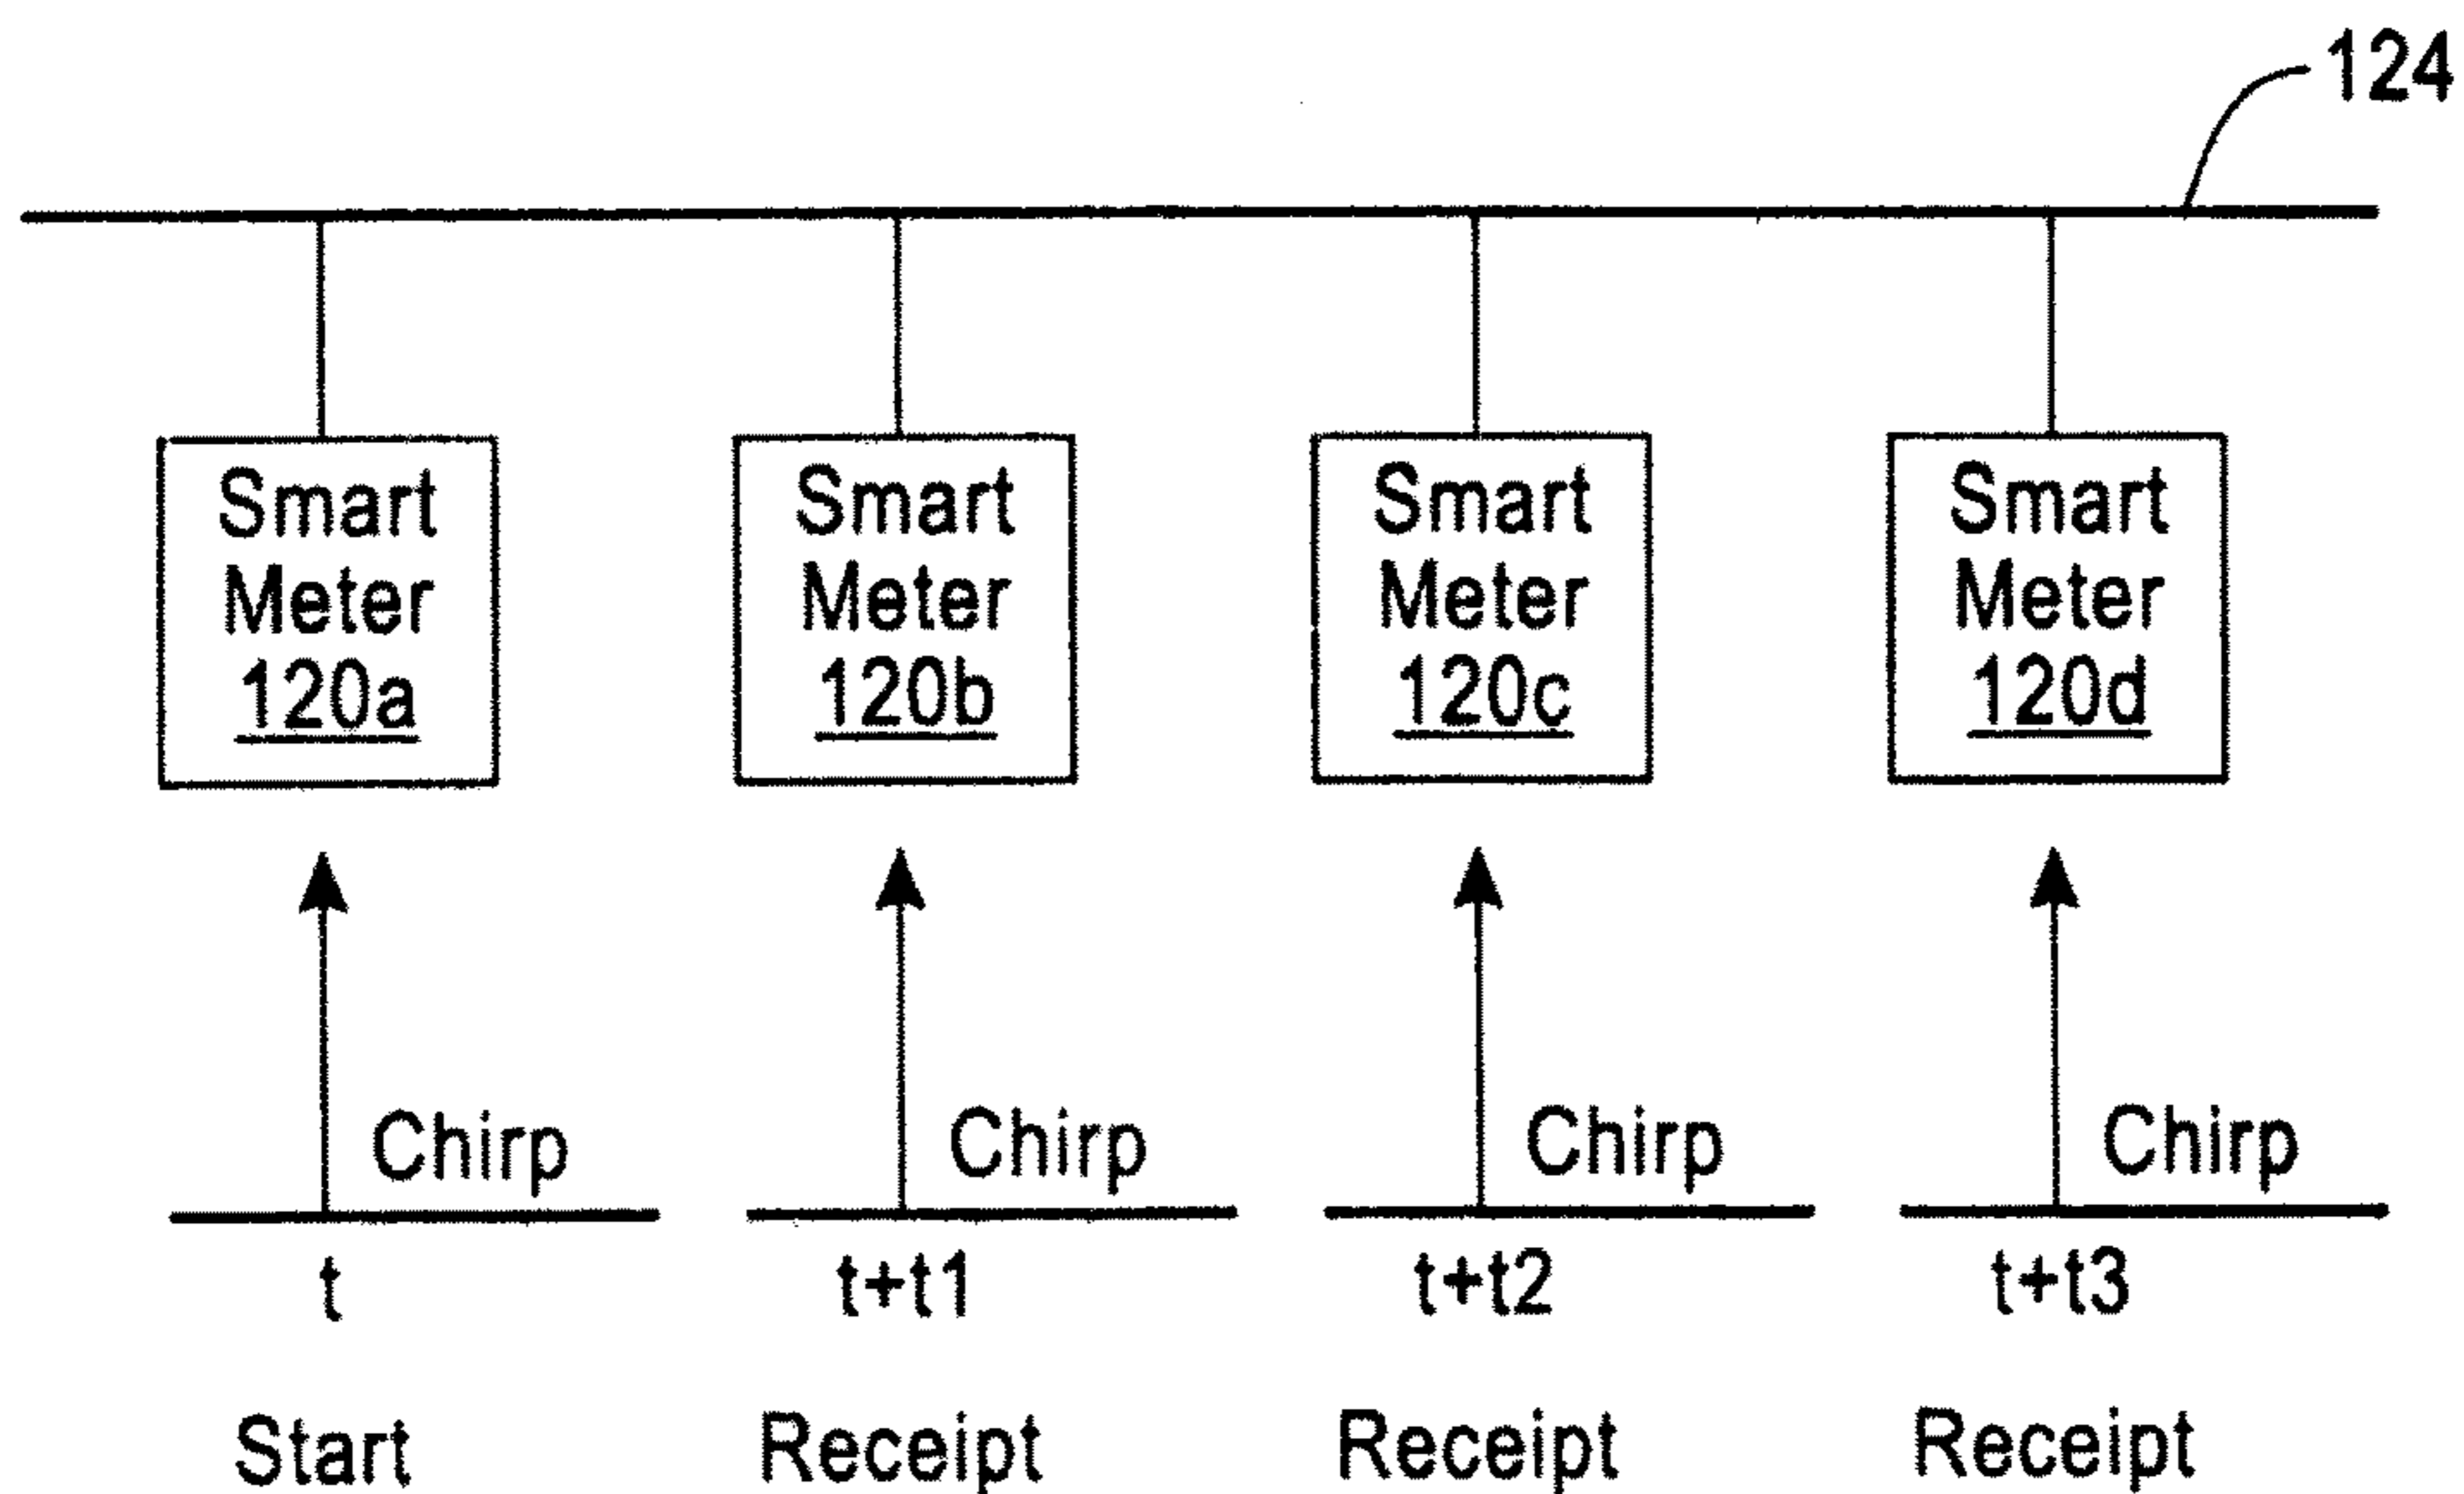 124
Smart
Meter
120a
Smart
Meter
120b
Smart
Meter
120c
Smart
Meter
120d
Chirp
Chirp
Chirp
Chirp
t
t+t1
t+t2
t+t3
Start
Receipt
Receipt
Receipt